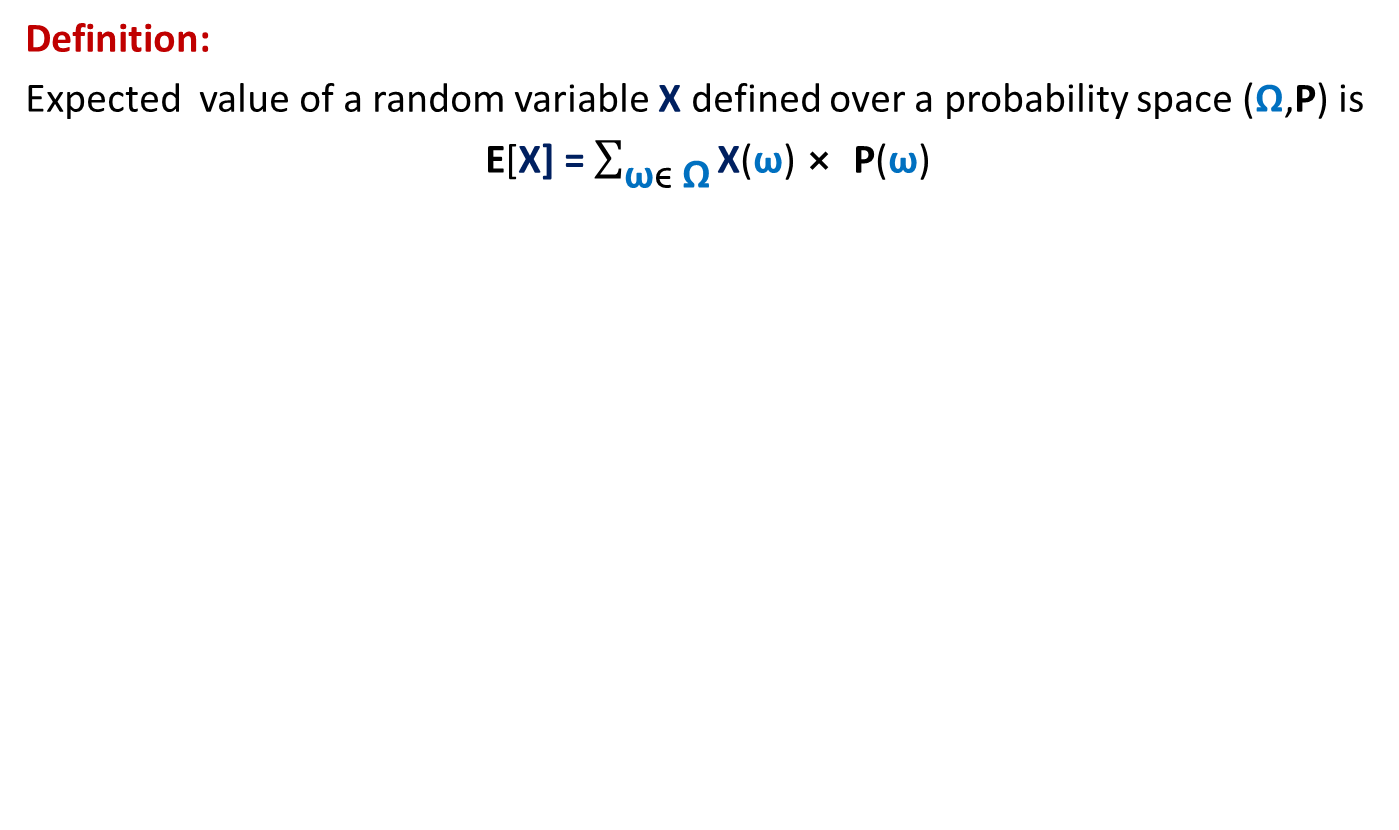 Definition:
Expected value of a random variable X defined over a probability space (Ω,P) is
E[X] = ∑ω∈ Ω X(ω) × P(ω)